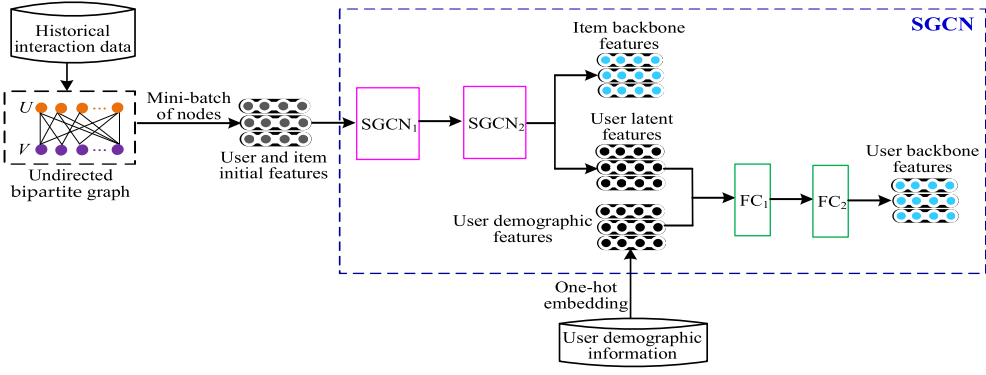 Historical
interaction data
U
V
Undirected
bipartite graph
Mini-batch
of nodes
User and item
initial features
SGCN
SGCN₁
SGCN₂
Item backbone
features
User latent
features
User demographic
features
FC₁
FC₂
User backbone
features
One-hot
embedding
User demographic
information